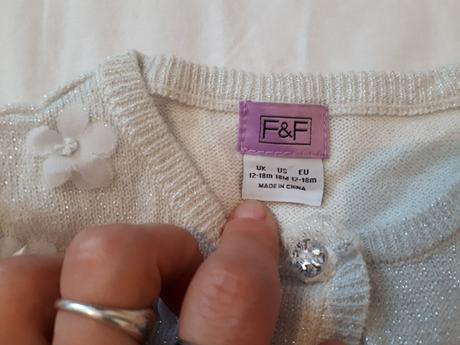 F&F
UK US EU
12-18m 18M 12-18m
MADE IN CHINA